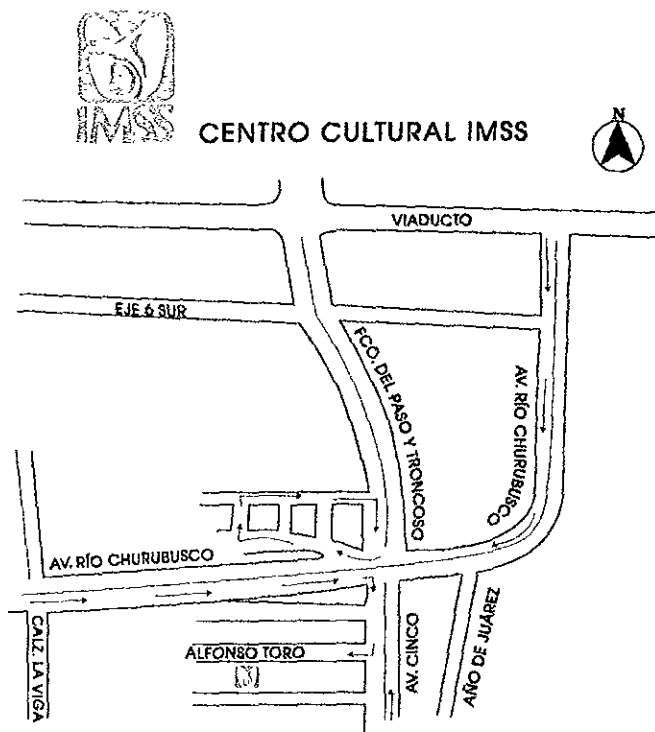 IMSS
CENTRO CULTURAL IMSS
N
VIADUCTO
EJE 6 SUR
FCO. DEL PASO Y TRONCOSO
AV. RÍO CHURUBUSCO
AV. RÍO CHURUBUSCO
CALZ. LA VIGA
ALFONSO TORO
AV. CINCO
AÑO DE JUÁREZ